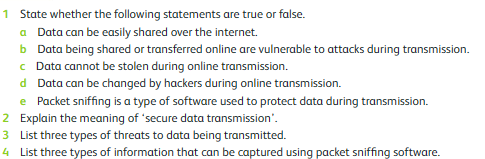 1 State whether the following statements are true or false.
a Data can be easily shared over the internet.
b Data being shared or transferred online are vulnerable to attacks during transmission.
c Data cannot be stolen during online transmission.
d Data can be changed by hackers during online transmission.
e Packet sniffing is a type of software used to protect data during transmission.
2 Explain the meaning of ‘secure data transmission’.
3 List three types of threats to data being transmitted.
4 List three types of information that can be captured using packet sniffing software.